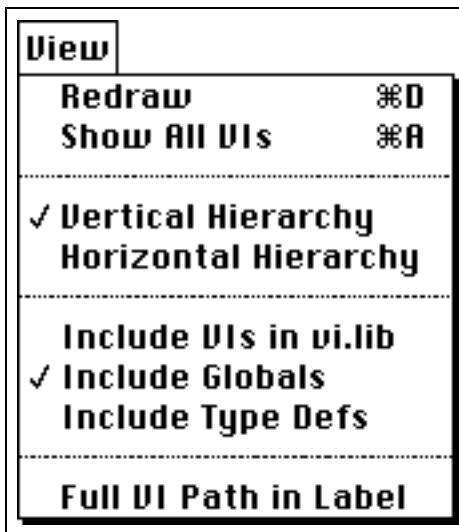 View
Redraw ⌘D
Show All VIs ⌘A
✓ Vertical Hierarchy
Horizontal Hierarchy
Include VIs in vi.lib
✓ Include Globals
Include Type Defs
Full VI Path in Label